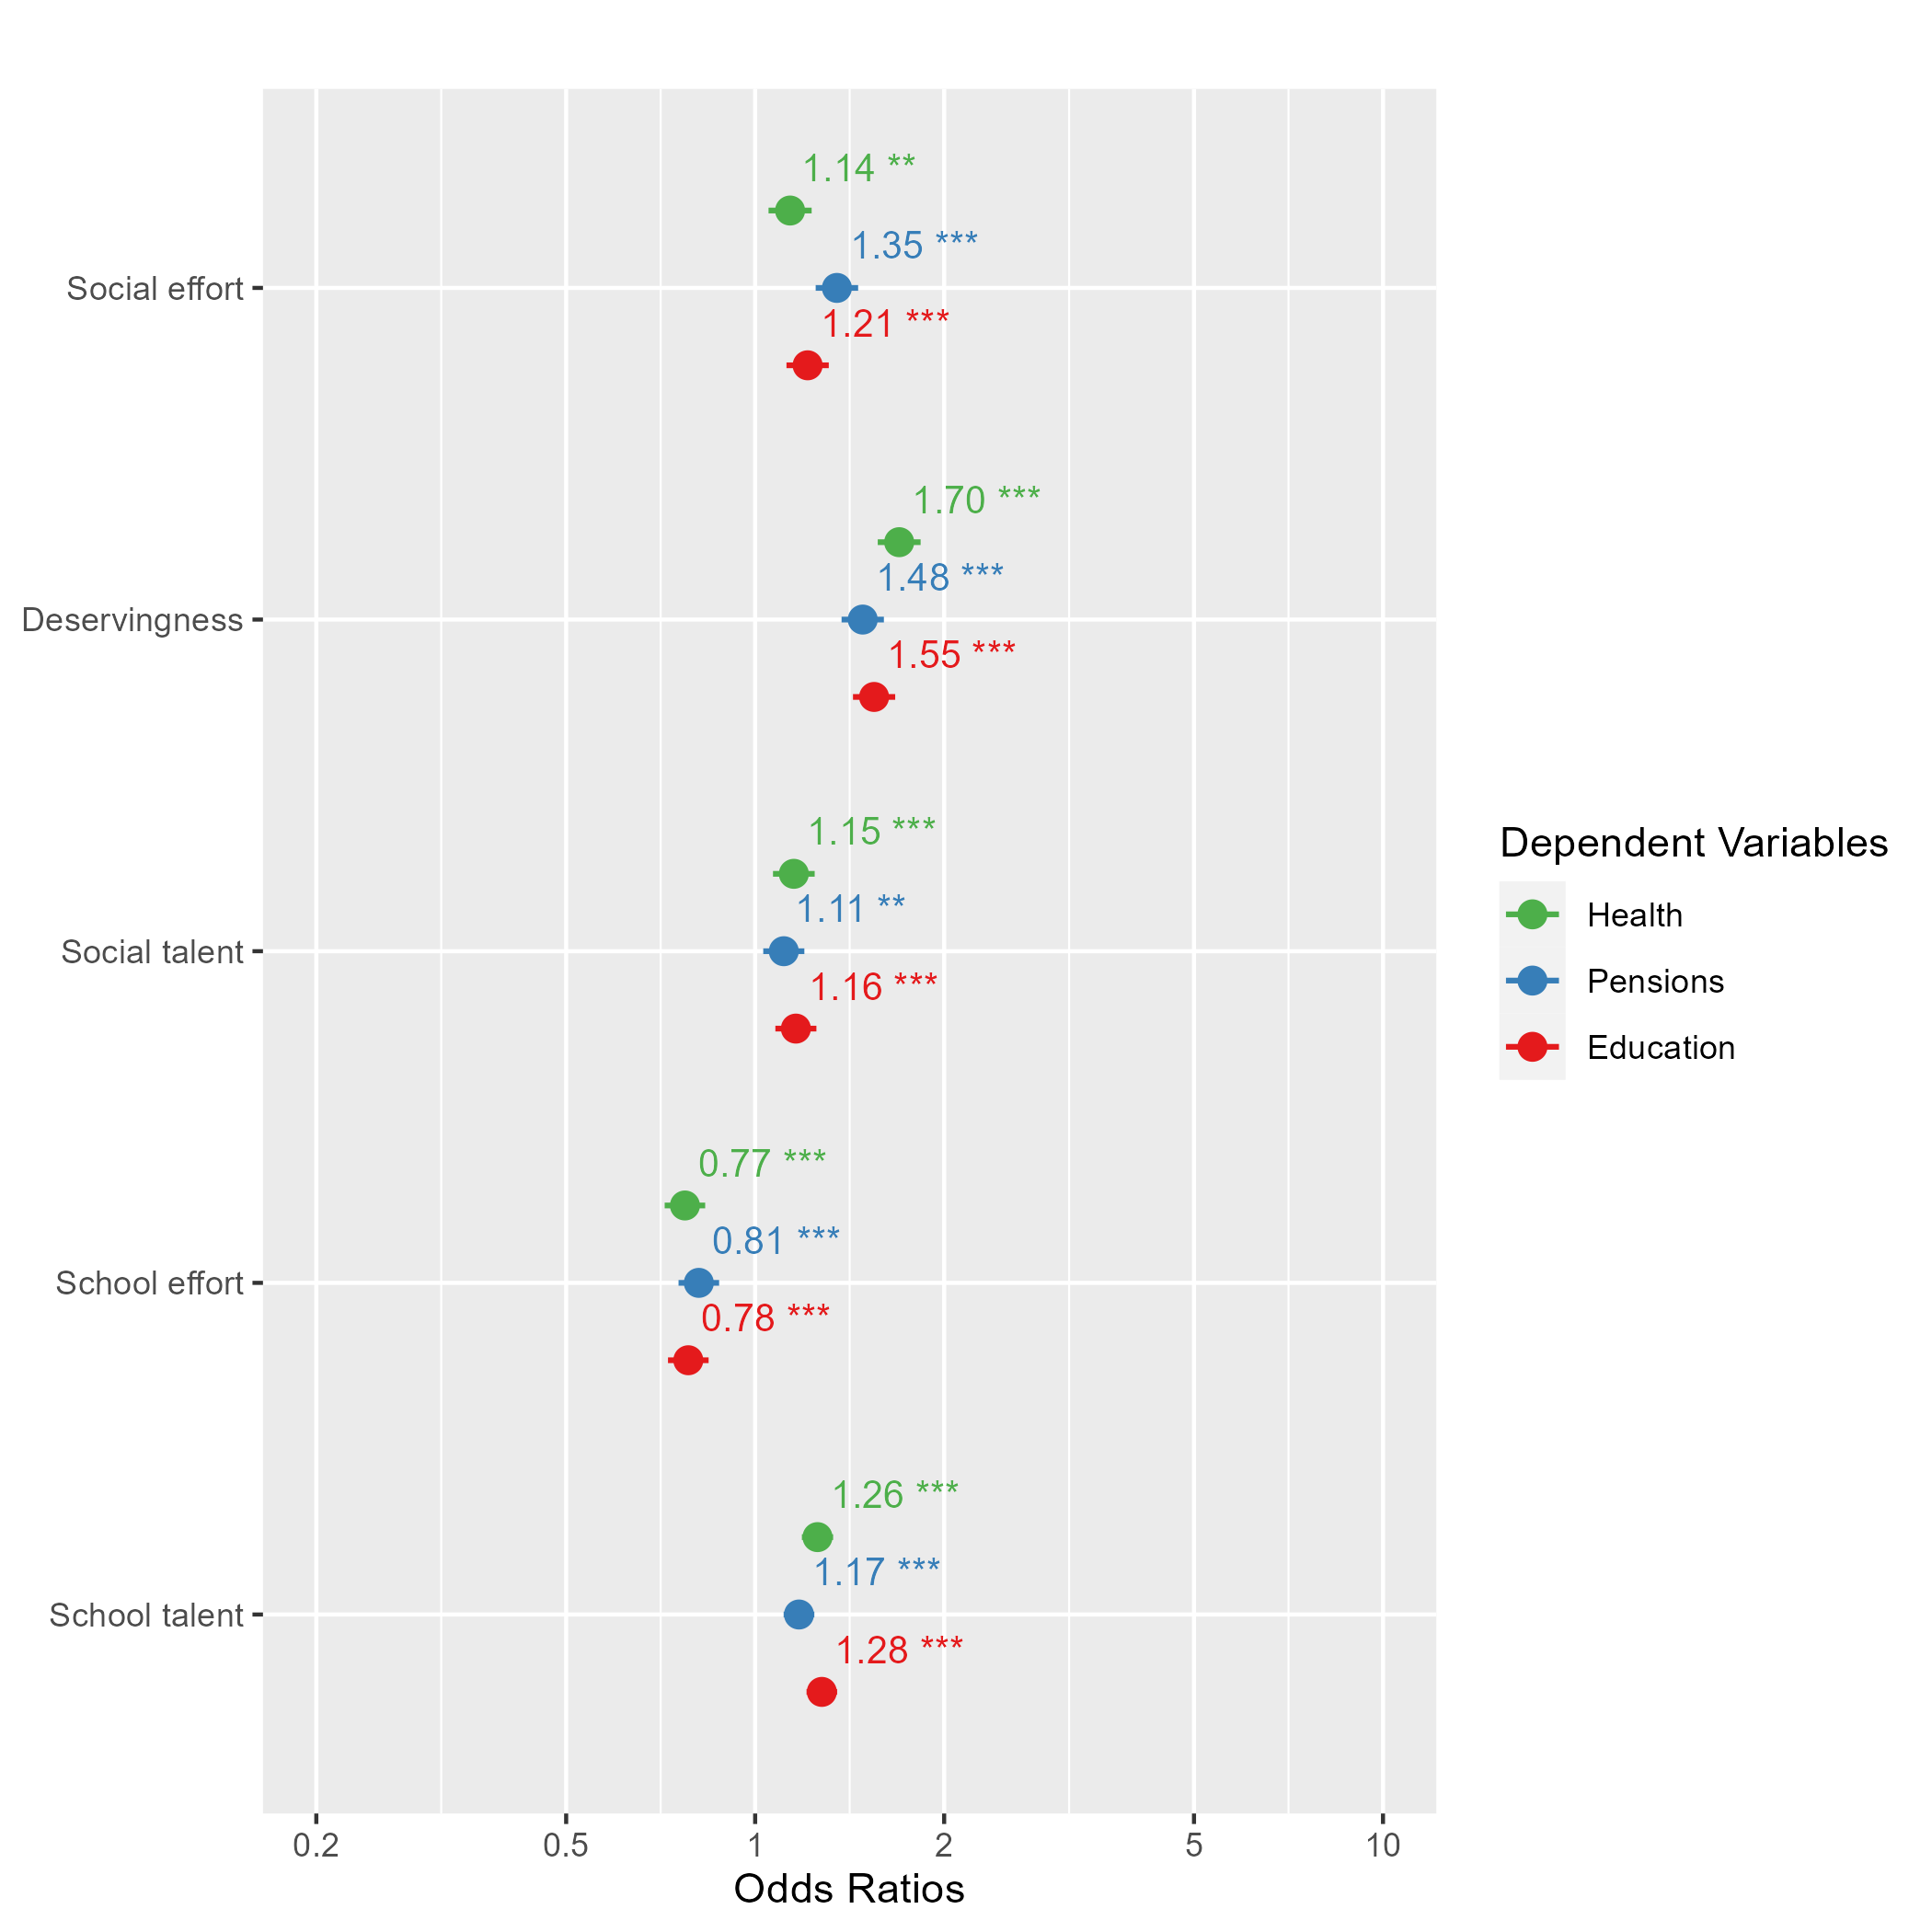 1.14 **
1.35 ***
Social effort
1.21 ***
1.70 ***
1.48 ***
Deservingness
1.55 ***
1.15 ***
1.11 **
Social talent
1.16 ***
0.77 ***
0.81 ***
School effort
0.78 ***
1.26 ***
1.17 ***
School talent
1.28 ***
0.2 0.5 1 2 5 10
Odds Ratios
Dependent Variables
Health
Pensions
Education